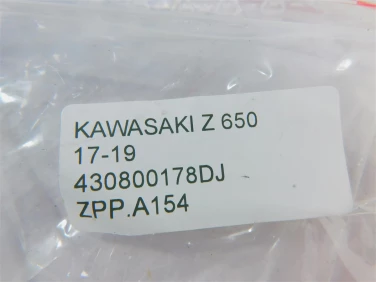 KAWASAKI Z 650
17-19
430800178DJ
ZPP.A154